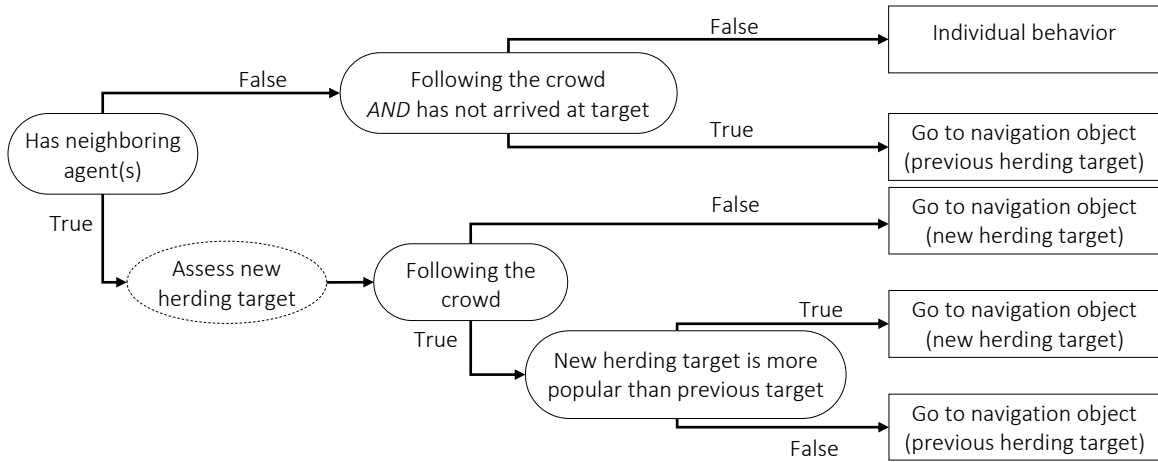 False
Individual behavior
False
Following the crowd
AND has not arrived at target
True
Go to navigation object
(previous herding target)
Has neighboring
agent(s)
True
False
Go to navigation object
(new herding target)
Assess new
herding target
Following the
crowd
True
True
Go to navigation object
(new herding target)
New herding target is more
popular than previous target
False
Go to navigation object
(previous herding target)